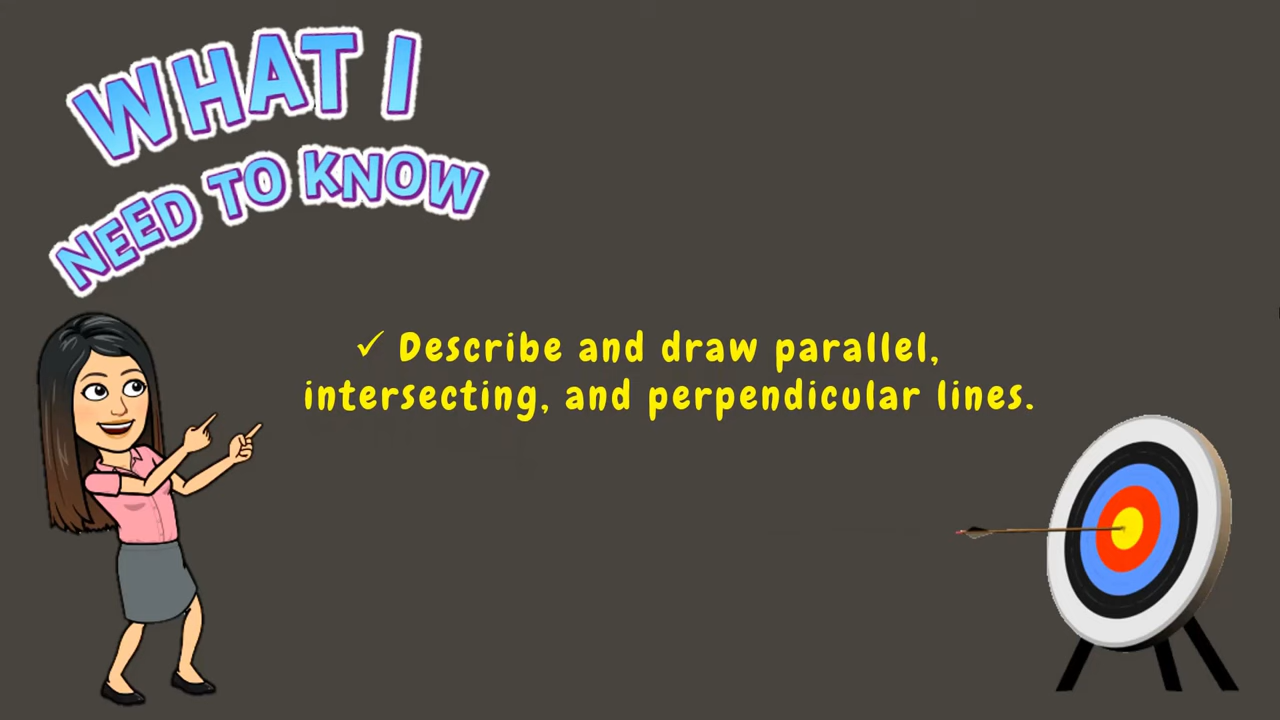 WHAT I
NEED TO KNOW
✓ Describe and draw parallel,
intersecting, and perpendicular lines.